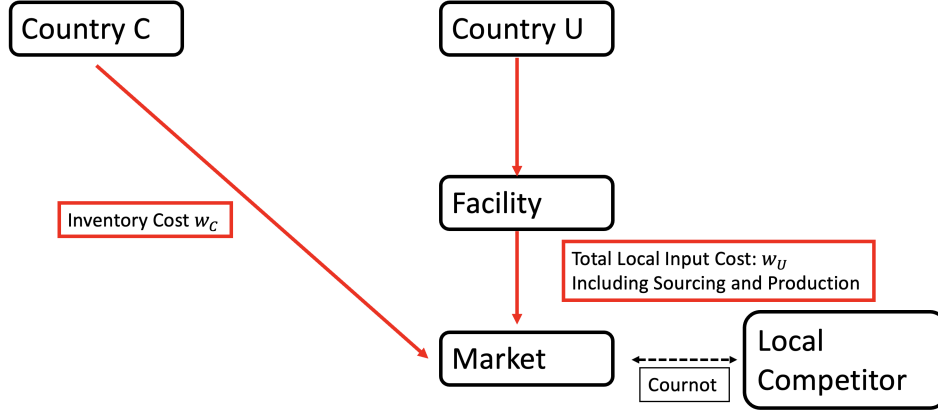 Country C
Country U
Facility
Inventory Cost w_C
Total Local Input Cost: w_U
Including Sourcing and Production
Market
Local
Competitor
Cournot